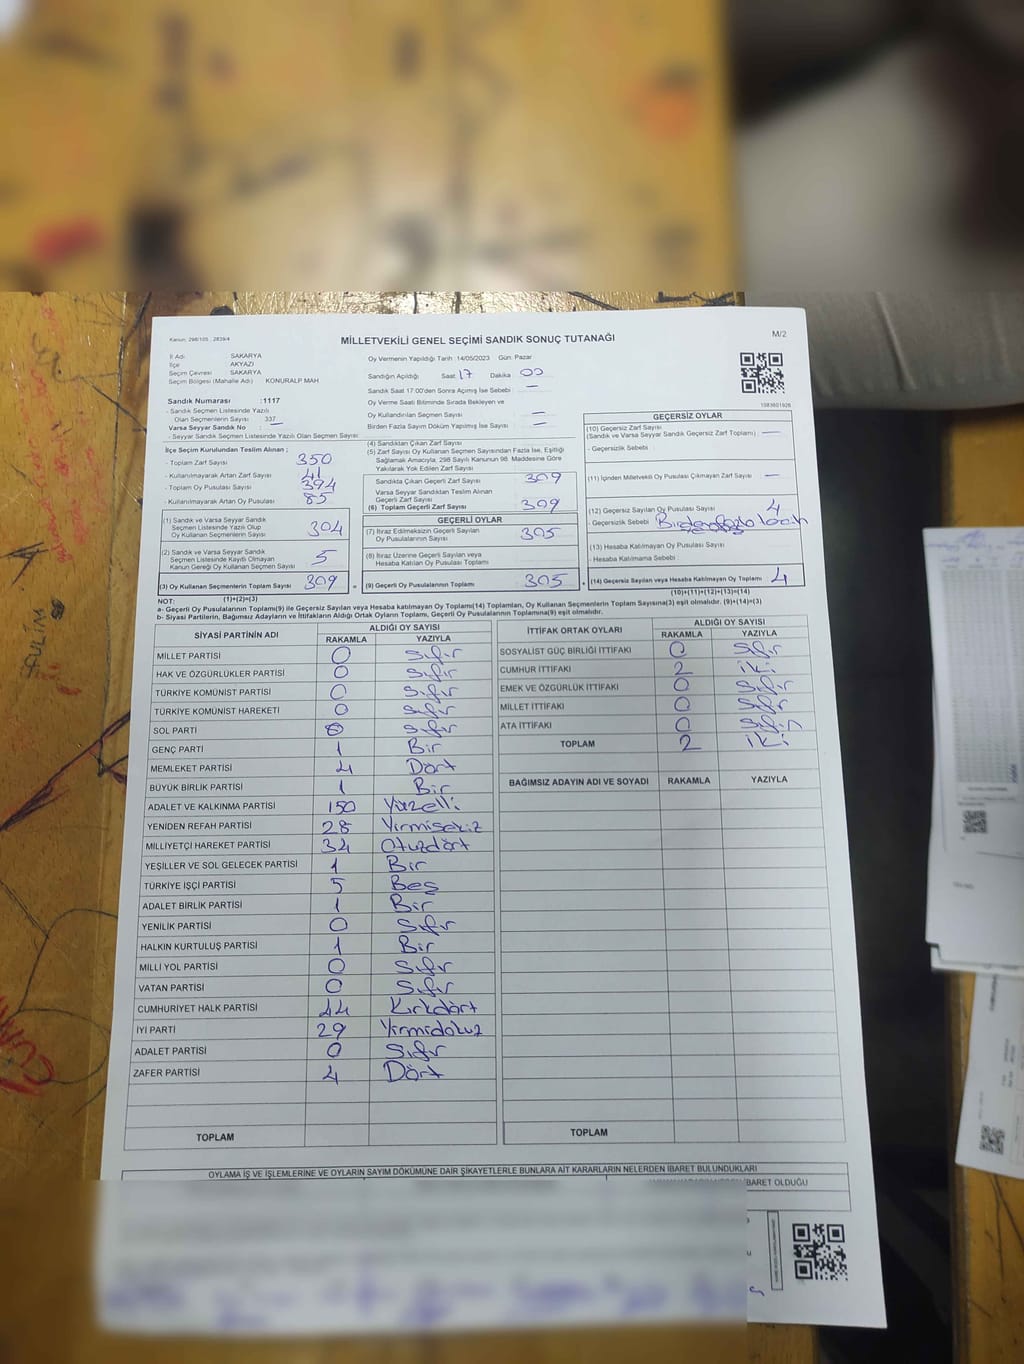 Kanun: 298/105 , 2839/4
MİLLETVEKİLİ GENEL SEÇİMİ SANDIK SONUÇ TUTANAĞI
M/2
İl Adı SAKARYA
İlçe AKYAZI
Seçim Çevresi SAKARYA
Seçim Bölgesi (Mahalle Adı) KONURALP MAH
Sandık Numarası :1117
- Sandık Seçmen Listesinde Yazılı
Olan Seçmenlerin Sayısı : 337
Varsa Seyyar Sandık No : —
- Seyyar Sandık Seçmen Listesinde Yazılı Olan Seçmen Sayısı:
Oy Vermenin Yapıldığı Tarih :14/05/2023 Gün: Pazar
Sandığın Açıldığı Saat 17 Dakika 00
Sandık Saat 17:00'den Sonra Açımış İse Sebebi : —
Oy Verme Saati Bitiminde Sırada Bekleyen ve
Oy Kullandırılan Seçmen Sayısı : —
Birden Fazla Sayım Döküm Yapılmış İse Sayısı : —
1083601926
İlçe Seçim Kurulundan Teslim Alınan ;
- Toplam Zarf Sayısı 350
- Kullanılmayarak Artan Zarf Sayısı 41
- Toplam Oy Pusulası Sayısı 394
- Kullanılmayarak Artan Oy Pusulası 85
(1) Sandık ve Varsa Seyyar Sandık
Seçmen Listesinde Yazılı Olup
Oy Kullanan Seçmenlerin Sayısı 304
(2) Sandık ve Varsa Seyyar Sandık
Seçmen Listesinde Kayıtlı Olmayan
Kanun Gereği Oy Kullanan Seçmen Sayısı 5
(3) Oy Kullanan Seçmenlerin Toplam Sayısı 309
(1)+(2)=(3)
(4) Sandıktan Çıkan Zarf Sayısı
(5) Zarf Sayısı Oy Kullanan Seçmen Sayısından Fazla İse, Eşitliği
Sağlamak Amacıyla, 298 Sayılı Kanunun 98. Maddesine Göre
Yakılarak Yok Edilen Zarf Sayısı
Sandıkta Çıkan Geçerli Zarf Sayısı 309
Varsa Seyyar Sandıktan Teslim Alınan
Geçerli Zarf Sayısı
(6) Toplam Geçerli Zarf Sayısı 309
GEÇERLİ OYLAR
(7) İtiraz Edilmeksizin Geçerli Sayılan
Oy Pusulasının Sayısı 305
(8) İtiraz Üzerine Geçerli Sayılan veya
Hesaba Katılan Oy Pusulası Toplamı
= (9) Geçerli Oy Pusulalarının Toplamı 305
GEÇERSİZ OYLAR
(10) Geçersiz Zarf Sayısı
(Sandık ve Varsa Seyyar Sandık Geçersiz Zarf Toplamı) —
- Geçersizlik Sebebi :
(11) İçinden Milletvekili Oy Pusulası Çıkmayan Zarf Sayısı —
(12) Geçersiz Sayılan Oy Pusulası Sayısı 4
- Geçersizlik Sebebi :
(13) Hesaba Katılmayan Oy Pusulası Sayısı
- Hesaba Katılmama Sebebi :
+ (14) Geçersiz Sayılan veya Hesaba Katılmayan Oy Toplamı 4
(10)+(11)+(12)+(13)=(14)
NOT:
a- Geçerli Oy Pusulaları Toplamı(9) ile Geçersiz Sayılan veya Hesaba katılmayan Oy Toplamı(14) Toplamları, Oy Kullanan Seçmenlerin Toplam Sayısına(3) eşit olmalıdır. (9)+(14)=(3)
b- Siyasi Partilerin, Bağımsız Adayların ve İttifakların Aldığı Ortak Oyların Toplamı, Geçerli Oy Pusulalarının Toplamına(9) eşit olmalıdır.
SİYASİ PARTİNİN ADI ALDIĞI OY SAYISI
RAKAMLA YAZIYLA
MİLLET PARTİSİ 0 Sıfır
HAK VE ÖZGÜRLÜKLER PARTİSİ 0 Sıfır
TÜRKİYE KOMÜNİST PARTİSİ 0 Sıfır
TÜRKİYE KOMÜNİST HAREKETİ 0 Sıfır
SOL PARTİ 0 Sıfır
GENÇ PARTİ 1 Bir
MEMLEKET PARTİSİ 4 Dört
BÜYÜK BİRLİK PARTİSİ 1 Bir
ADALET VE KALKINMA PARTİSİ 150 Yüzelli
YENİDEN REFAH PARTİSİ 28 Yirmisekiz
MİLLİYETÇİ HAREKET PARTİSİ 34 Otuzdört
YEŞİLLER VE SOL GELECEK PARTİSİ 1 Bir
TÜRKİYE İŞÇİ PARTİSİ 5 Beş
ADALET BİRLİK PARTİSİ 1 Bir
YENİLİK PARTİSİ 0 Sıfır
HALKIN KURTULUŞ PARTİSİ 1 Bir
MİLLİ YOL PARTİSİ 0 Sıfır
VATAN PARTİSİ 0 Sıfır
CUMHURİYET HALK PARTİSİ 44 Kırkdört
İYİ PARTİ 29 Yirmidokuz
ADALET PARTİSİ 0 Sıfır
ZAFER PARTİSİ 4 Dört
TOPLAM
İTTİFAK ORTAK OYLARI ALDIĞI OY SAYISI
RAKAMLA YAZIYLA
SOSYALİST GÜÇ BİRLİĞİ İTTİFAKI 0 Sıfır
CUMHUR İTTİFAKI 2 iki
EMEK VE ÖZGÜRLÜK İTTİFAKI 0 Sıfır
MİLLET İTTİFAKI 0 Sıfır
ATA İTTİFAKI 0 Sıfır
TOPLAM 2 iki
BAĞIMSIZ ADAYIN ADI VE SOYADI RAKAMLA YAZIYLA
TOPLAM
OYLAMA İŞ VE İŞLEMLERİNE VE OYLARIN SAYIM DÖKÜMÜNE DAİR ŞİKAYETLERLE BUNLARA AİT KARARLARIN NELERDEN İBARET BULUNDUKLARI
İBARET OLDUĞU